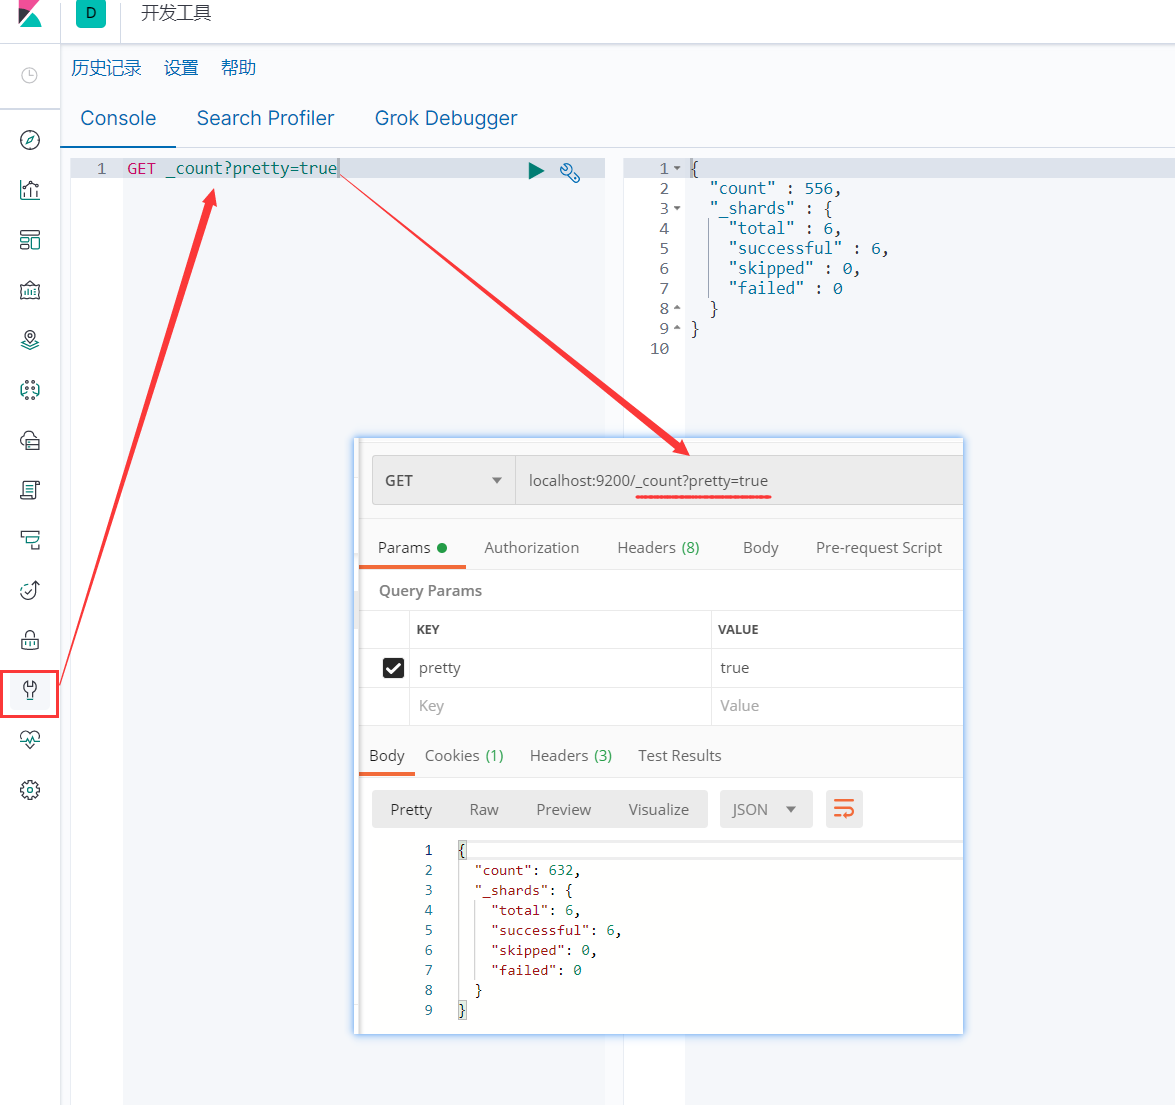 D 开发工具
历史记录 设置 帮助
Console Search Profiler Grok Debugger
1 GET _count?pretty=true
1 {
2 "count" : 556,
3 "_shards" : {
4 "total" : 6,
5 "successful" : 6,
6 "skipped" : 0,
7 "failed" : 0
8 }
9 }
10
GET localhost:9200/_count?pretty=true
Params Authorization Headers (8) Body Pre-request Script
Query Params
KEY VALUE
pretty true
Key Value
Body Cookies (1) Headers (3) Test Results
Pretty Raw Preview Visualize JSON
1 {
2 "count": 632,
3 "_shards": {
4 "total": 6,
5 "successful": 6,
6 "skipped": 0,
7 "failed": 0
8 }
9 }